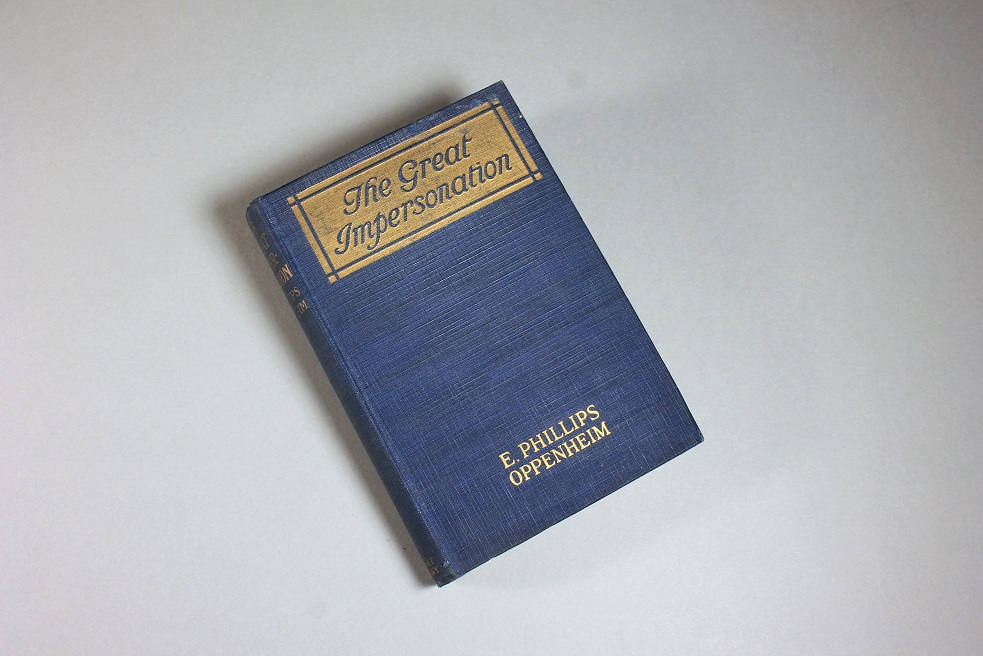 The Great
Impersonation
E. PHILLIPS
OPPENHEIM